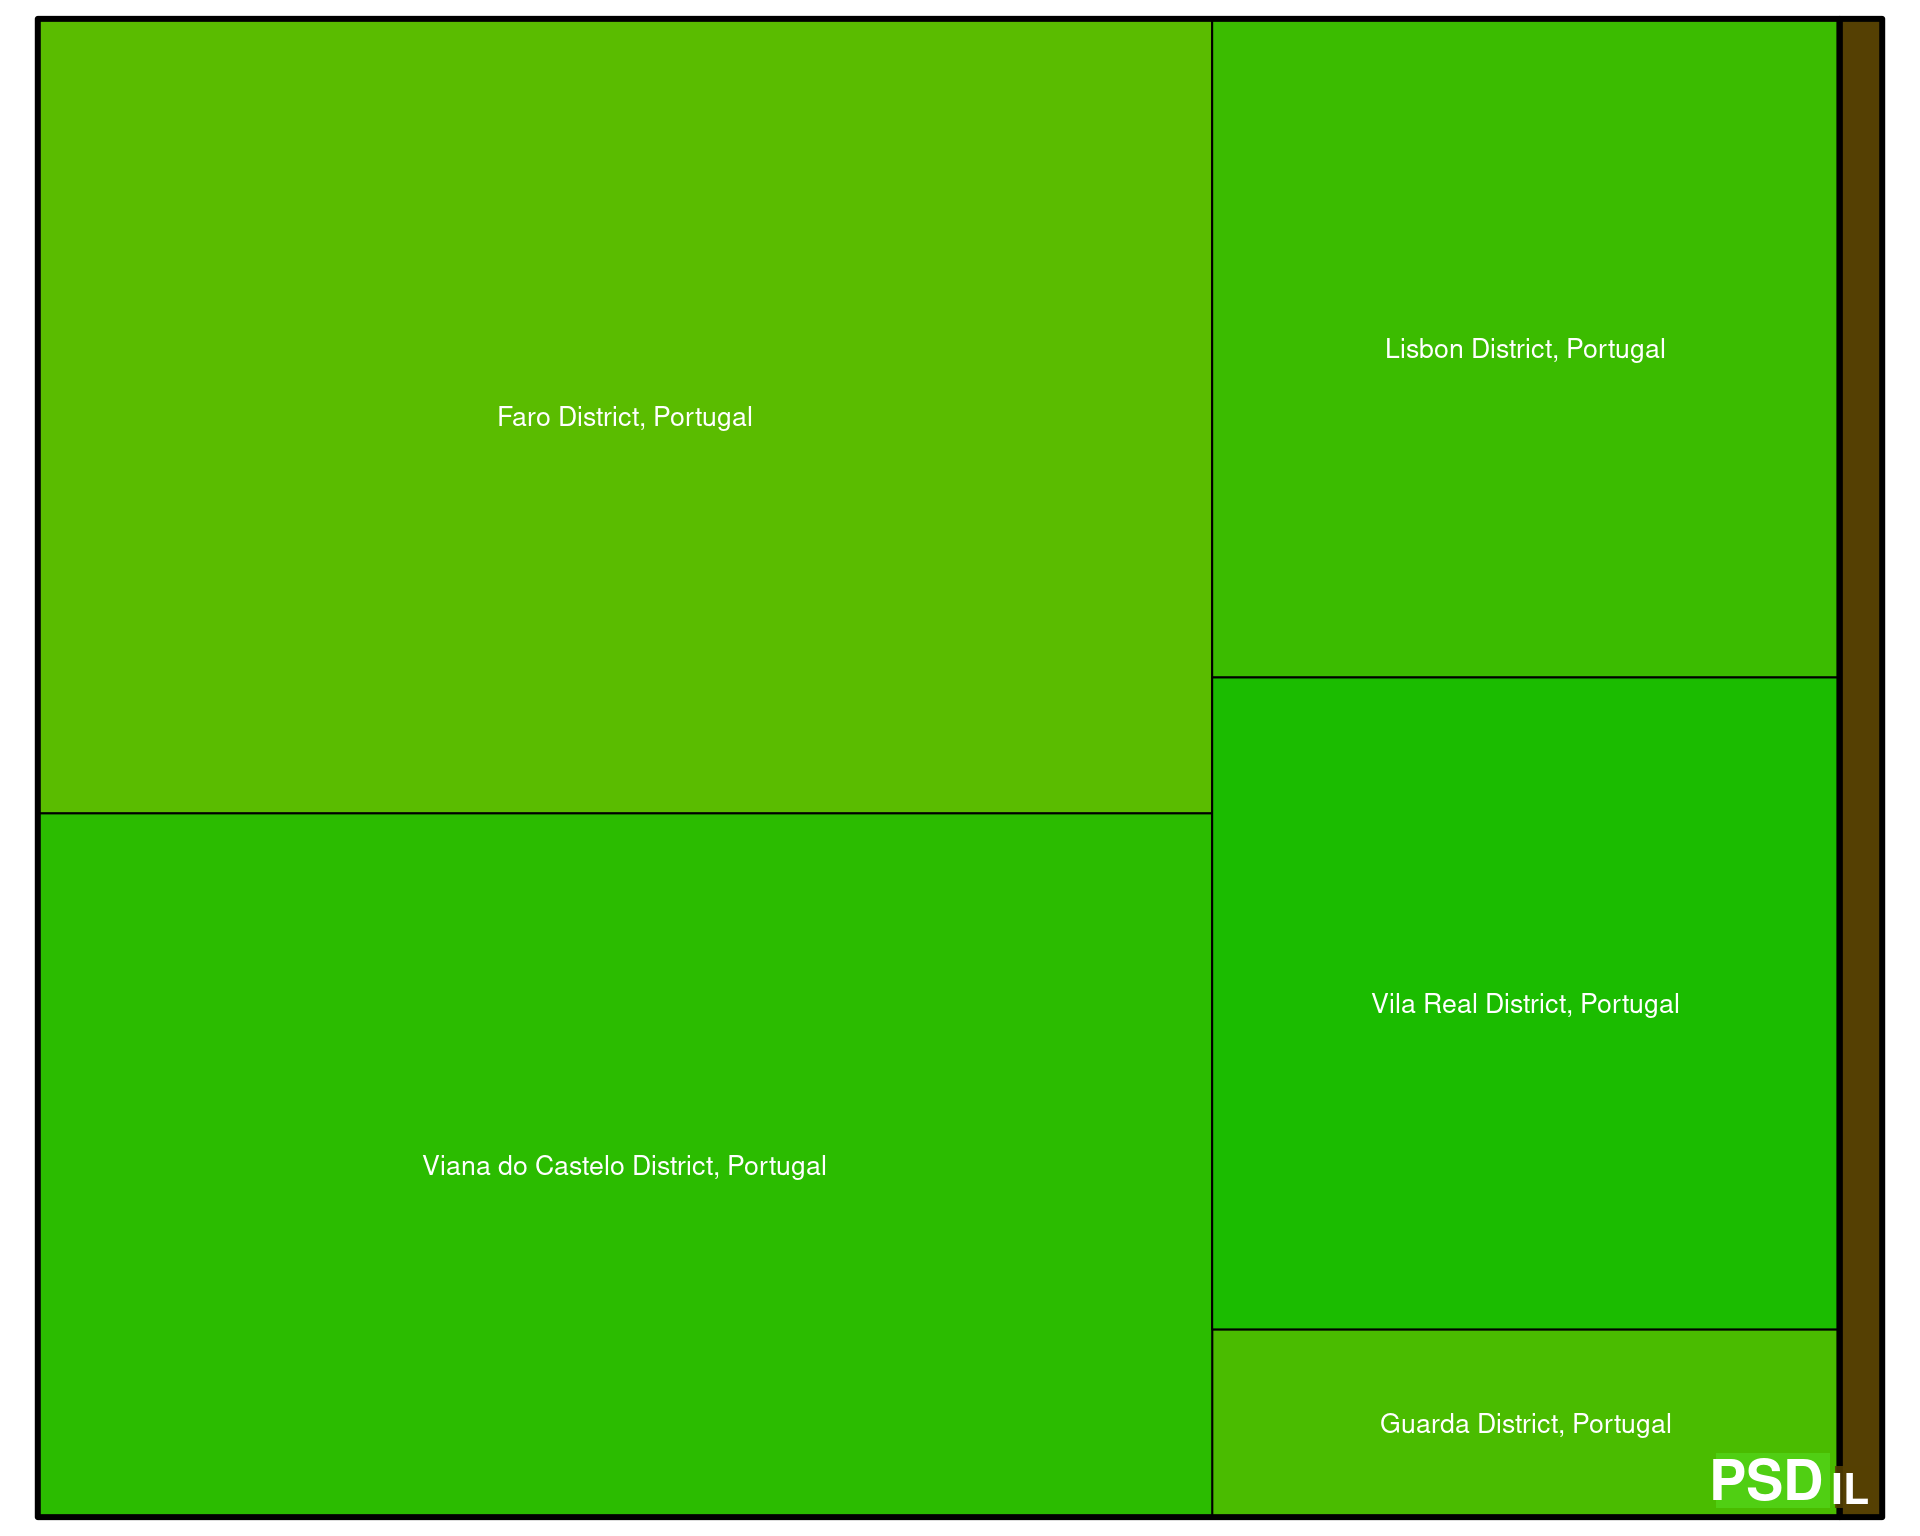 Faro District, Portugal
Lisbon District, Portugal
Viana do Castelo District, Portugal
Vila Real District, Portugal
Guarda District, Portugal
PSD
IL